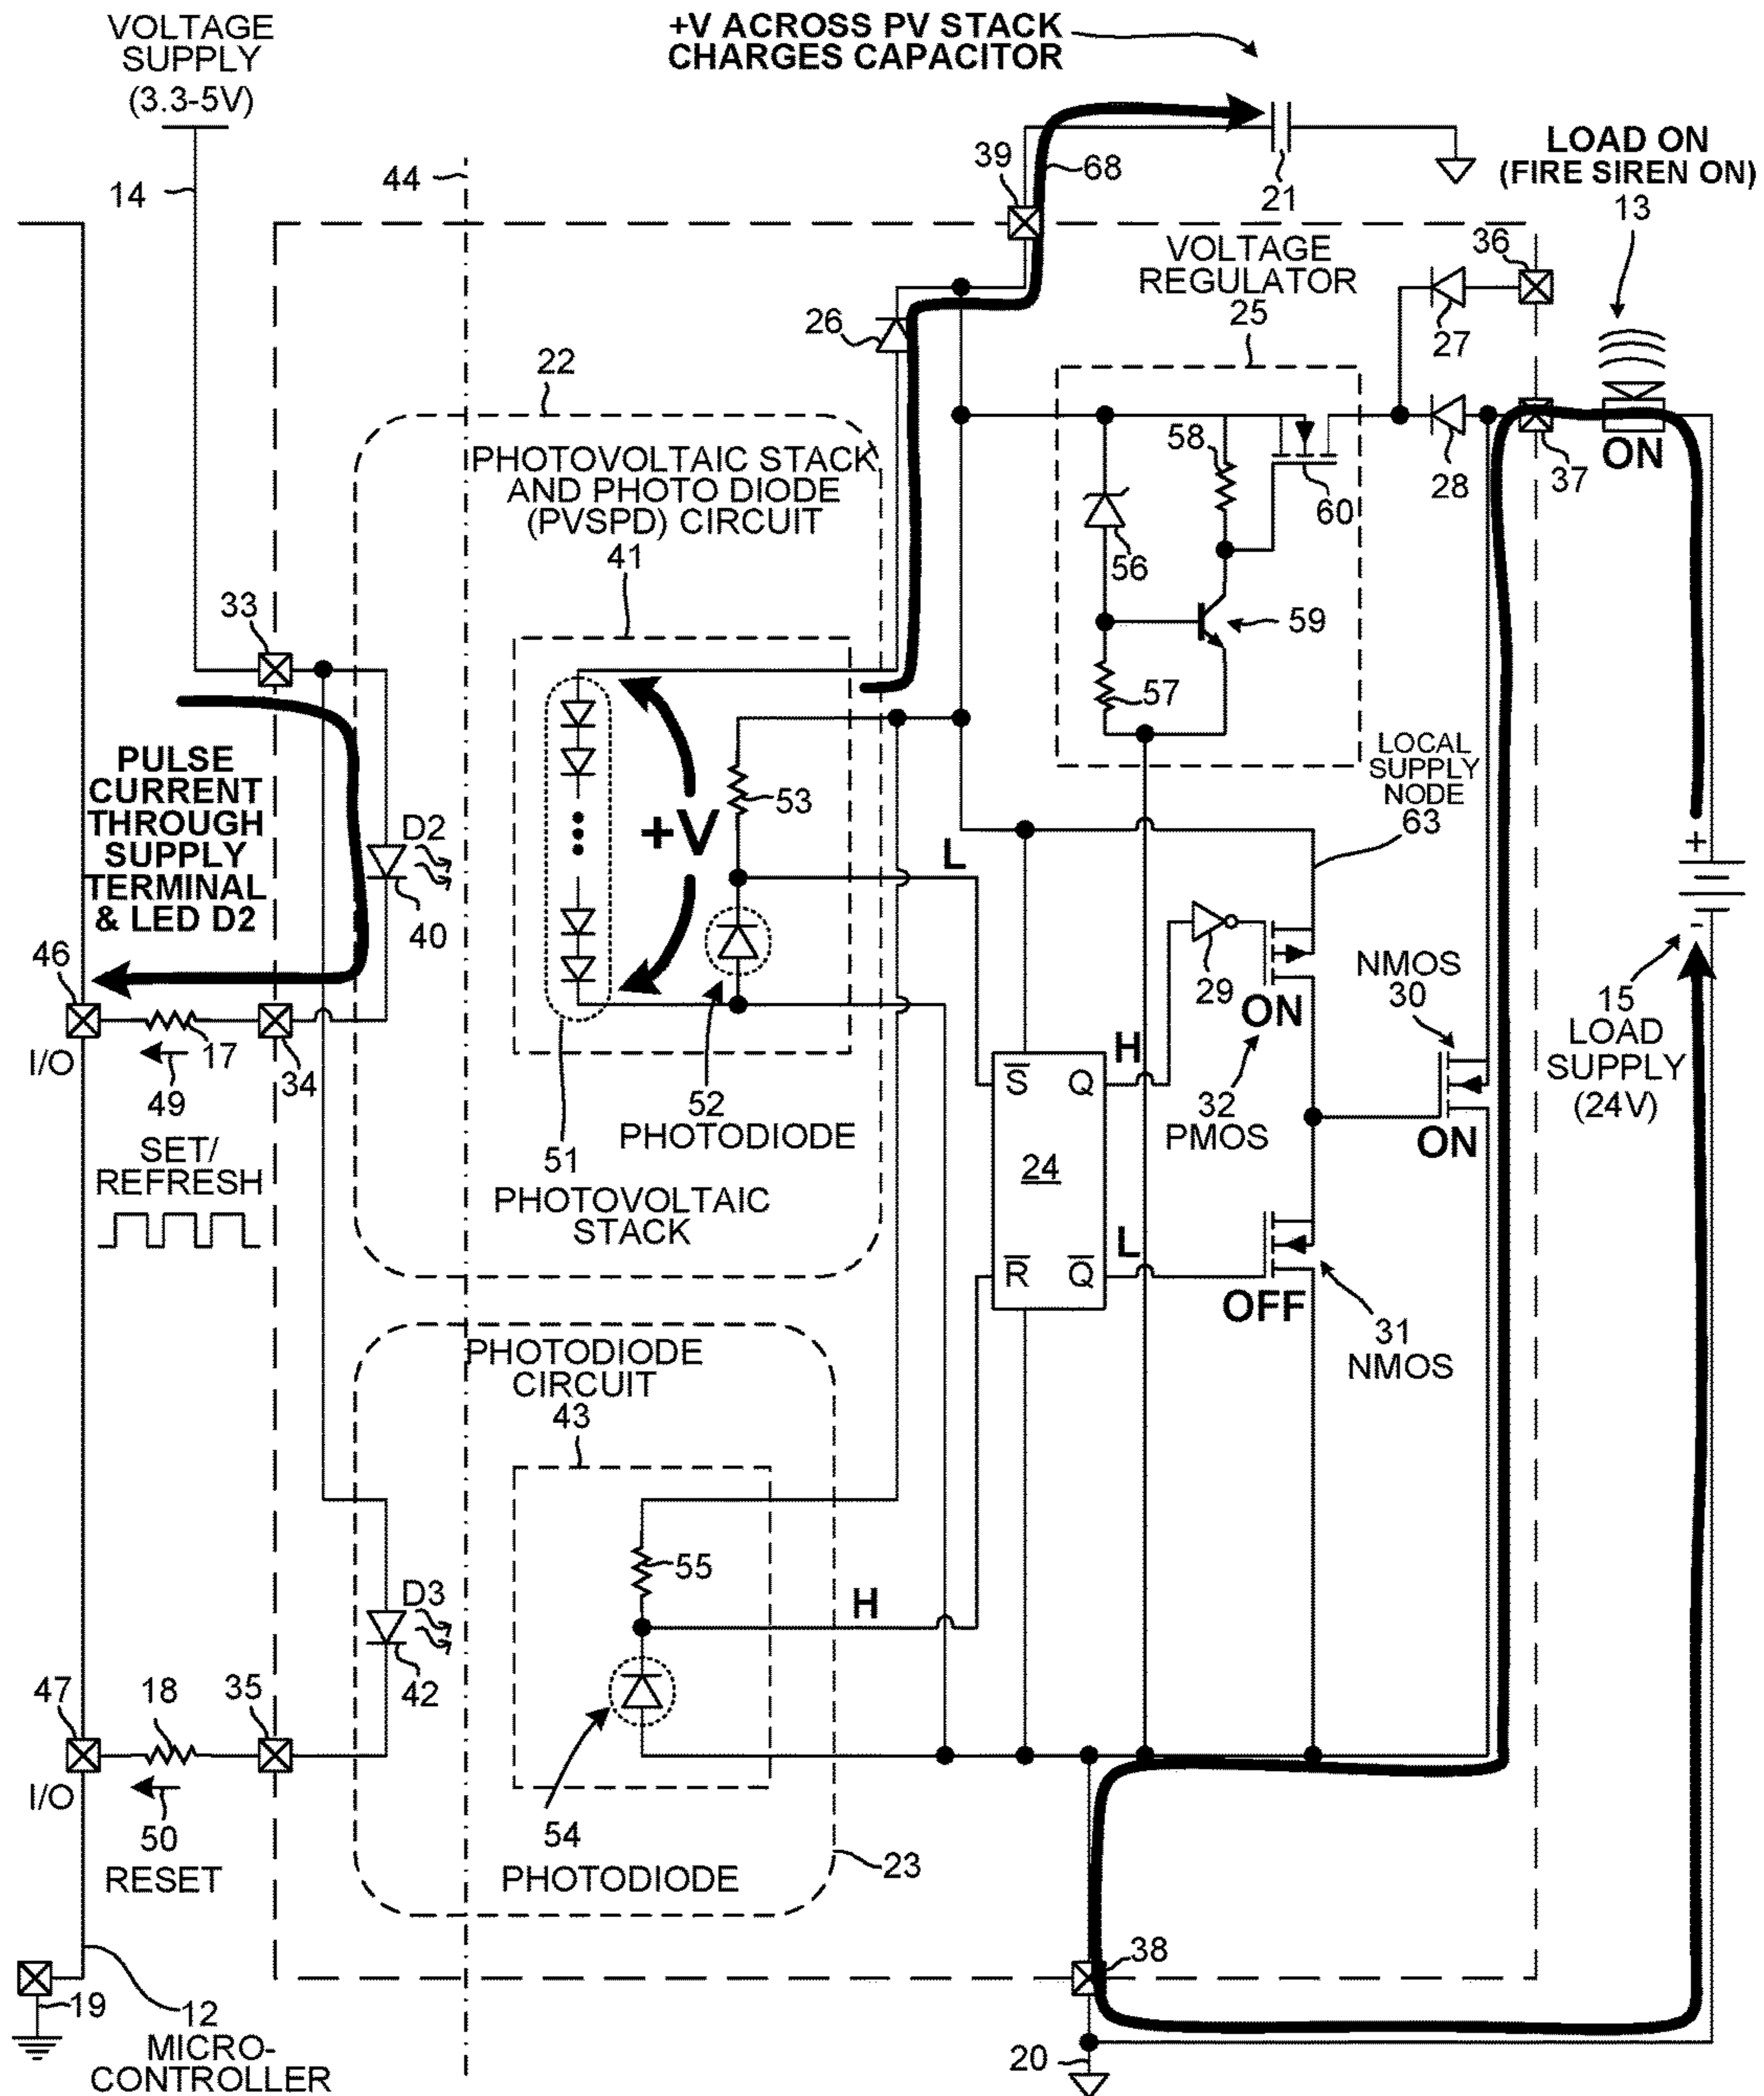 VOLTAGE
SUPPLY
(3.3-5V)
+V ACROSS PV STACK
CHARGES CAPACITOR
14
44
39
68
21
LOAD ON
(FIRE SIREN ON)
13
36
VOLTAGE
REGULATOR
25
26
27
22
PHOTOVOLTAIC STACK
AND PHOTO DIODE
(PVSPD) CIRCUIT
41
58
60
28
37
ON
56
33
59
57
PULSE
CURRENT
THROUGH
SUPPLY
TERMINAL
& LED D2
D2
40
+V
53
LOCAL
SUPPLY
NODE
63
L
+
-
46
I/O
17
49
34
29
ON
NMOS
30
15
LOAD
SUPPLY
(24V)
SET/
REFRESH
52
PHOTODIODE
51
PHOTOVOLTAIC
STACK
S
Q
H
32
PMOS
ON
24
R
Q
L
OFF
31
NMOS
PHOTODIODE
CIRCUIT
43
55
D3
42
H
47
18
35
I/O
50
RESET
54
PHOTODIODE
23
38
19
12
MICRO-
CONTROLLER
20